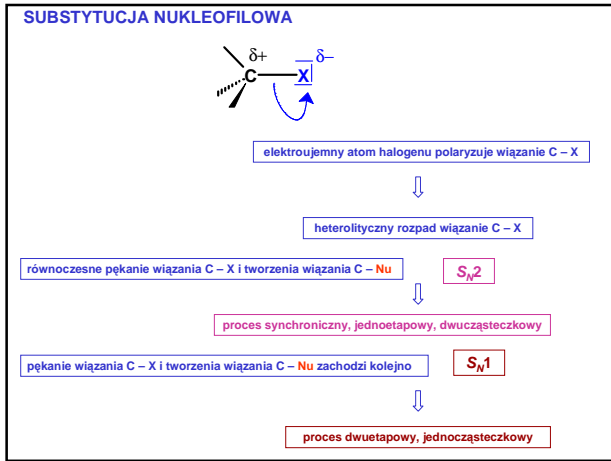 SUBSTYTUCJA NUKLEOFILOWA
δ+
δ−
C
X
elektroujemny atom halogenu polaryzuje wiązanie C – X
heterolityczny rozpad wiązanie C – X
równoczesne pękanie wiązania C – X i tworzenia wiązania C – Nu
SN2
proces synchroniczny, jednoetapowy, dwucząsteczkowy
pękanie wiązania C – X i tworzenia wiązania C – Nu zachodzi kolejno
SN1
proces dwuetapowy, jednocząsteczkowy